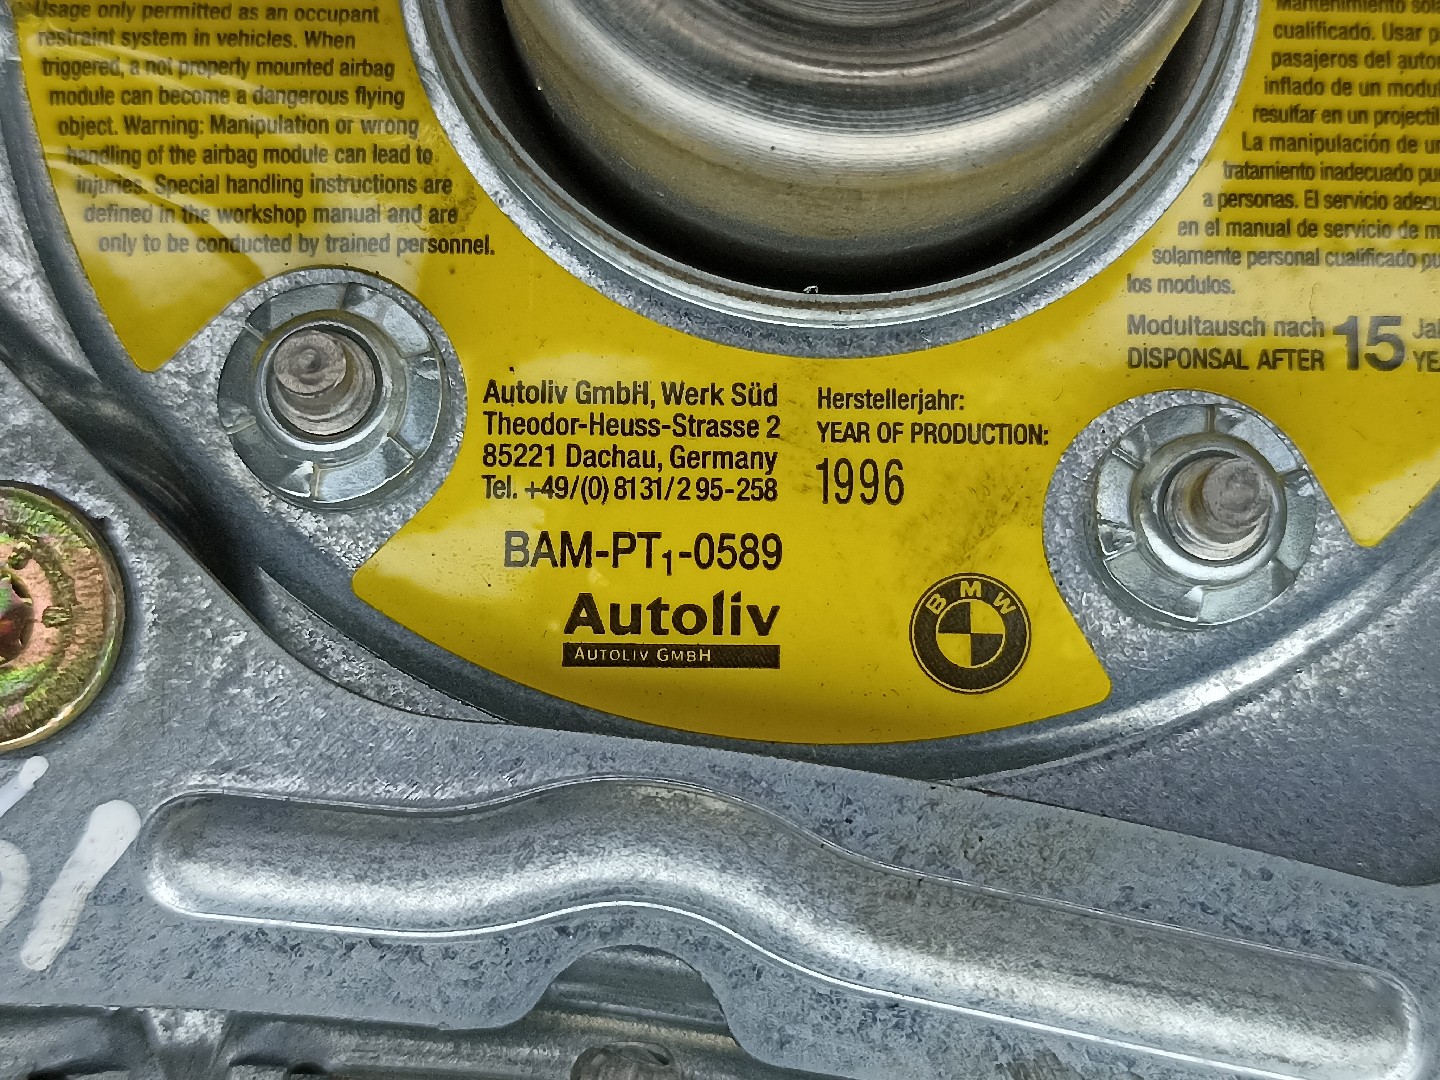 Usage only permitted as an occupant
restraint system in vehicles. When
triggered, a not properly mounted airbag
module can become a dangerous flying
object. Warning: Manipulation or wrong
handling of the airbag module can lead to
injuries. Special handling instructions are
defined in the workshop manual and are
only to be conducted by trained personnel.
Mantenimiento
cualificado. Usar
pasajeros del
inflado de un
resultar en un
La manipulación de
tratamiento inadecuado
a personas. El servicio
en el manual de servicio de
solamente personal cualificado
los modulos.
Modultausch nach 15
DISPONSAL AFTER
Autoliv GmbH, Werk Süd
Theodor-Heuss-Strasse 2
85221 Dachau, Germany
Tel. +49/(0)8131/2 95-258
Herstellerjahr:
YEAR OF PRODUCTION:
1996
BAM-PT1-0589
Autoliv
AUTOLIV GMBH
BMW